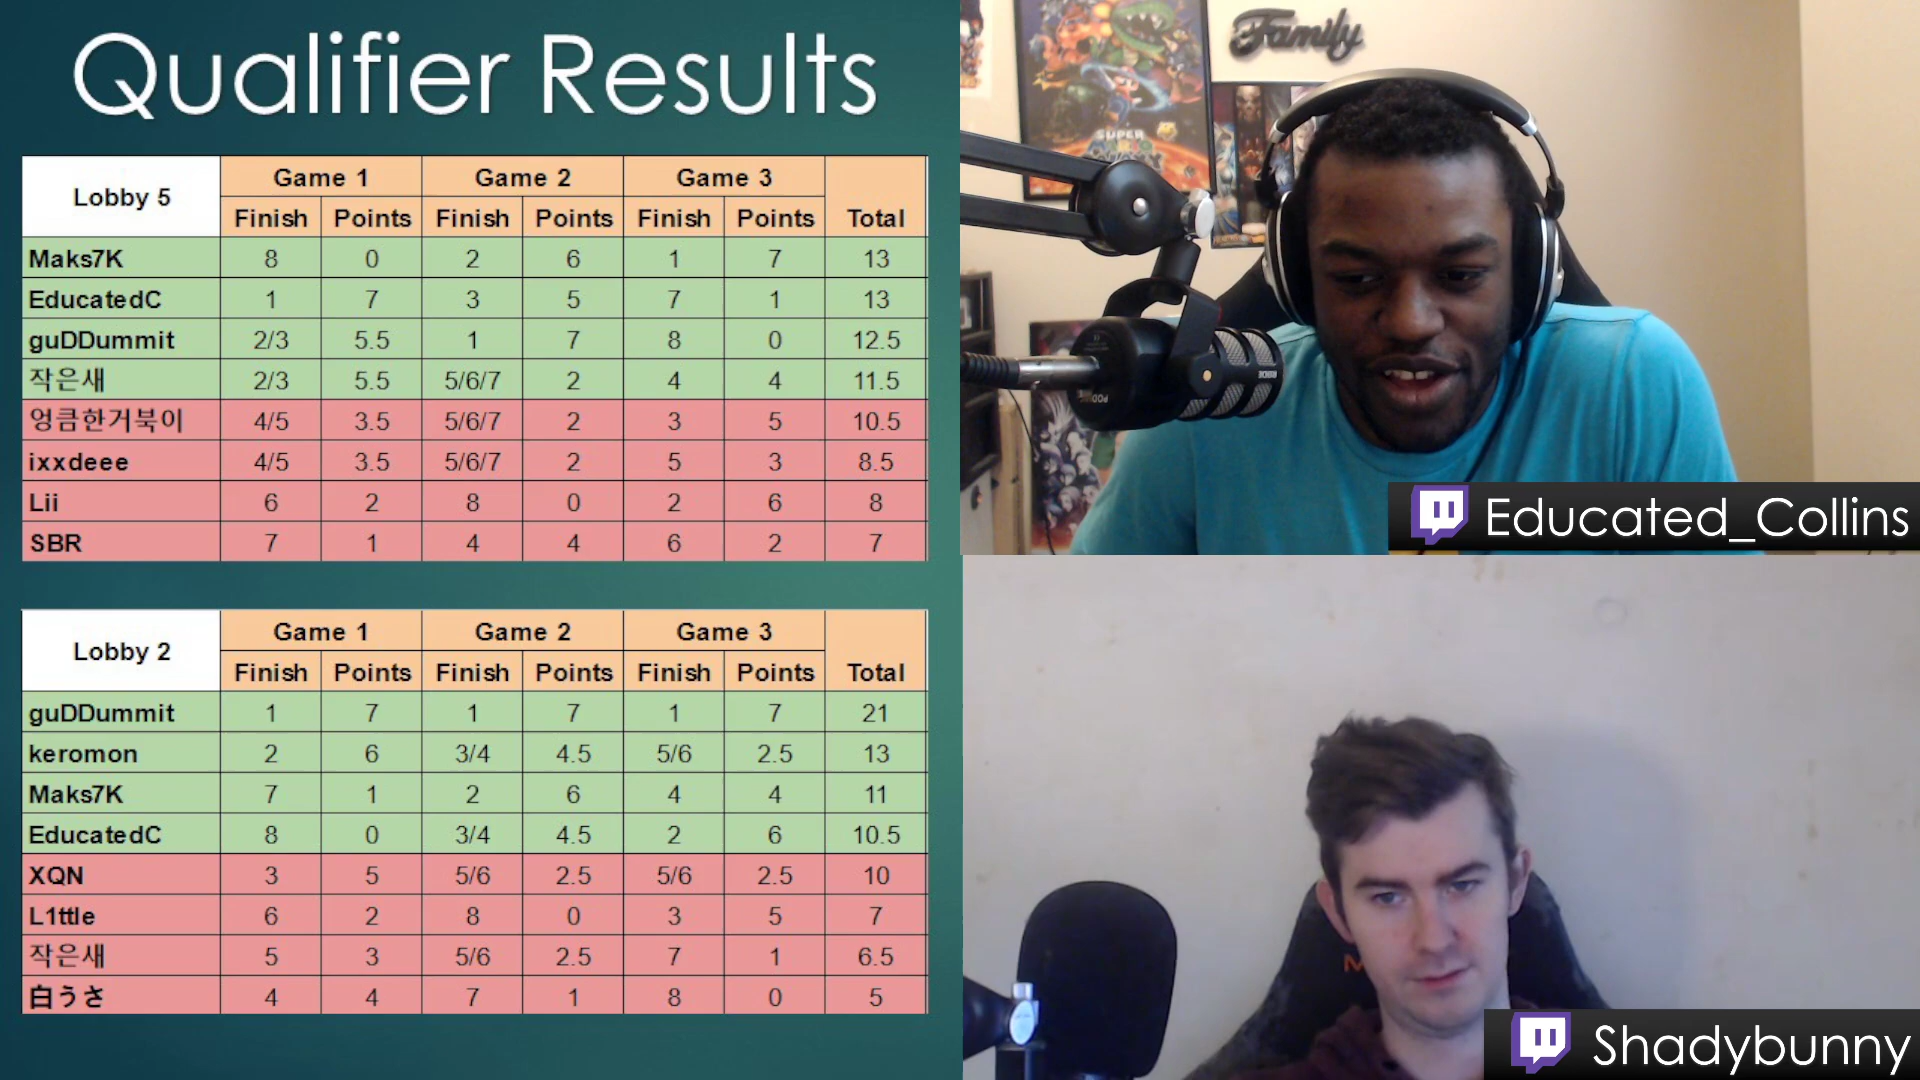 Qualifier Results
Lobby 5 Game 1 Game 2 Game 3
Finish Points Finish Points Finish Points Total
Maks7K 8 0 2 6 1 7 13
EducatedC 1 7 3 5 7 1 13
guDDummit 2/3 5.5 1 7 8 0 12.5
작은새 2/3 5.5 5/6/7 2 4 4 11.5
엉큼한거북이 4/5 3.5 5/6/7 2 3 5 10.5
ixxdeee 4/5 3.5 5/6/7 2 5 3 8.5
Lii 6 2 8 0 2 6 8
SBR 7 1 4 4 6 2 7
Lobby 2 Game 1 Game 2 Game 3
Finish Points Finish Points Finish Points Total
guDDummit 1 7 1 7 1 7 21
keromon 2 6 3/4 4.5 5/6 2.5 13
Maks7K 7 1 2 6 4 4 11
EducatedC 8 0 3/4 4.5 2 6 10.5
XQN 3 5 5/6 2.5 5/6 2.5 10
L1ttle 6 2 8 0 3 5 7
작은새 5 3 5/6 2.5 7 1 6.5
白うさ 4 4 7 1 8 0 5
Family
SUPER
MARIO
GALAXY
Educated_Collins
Shadybunny